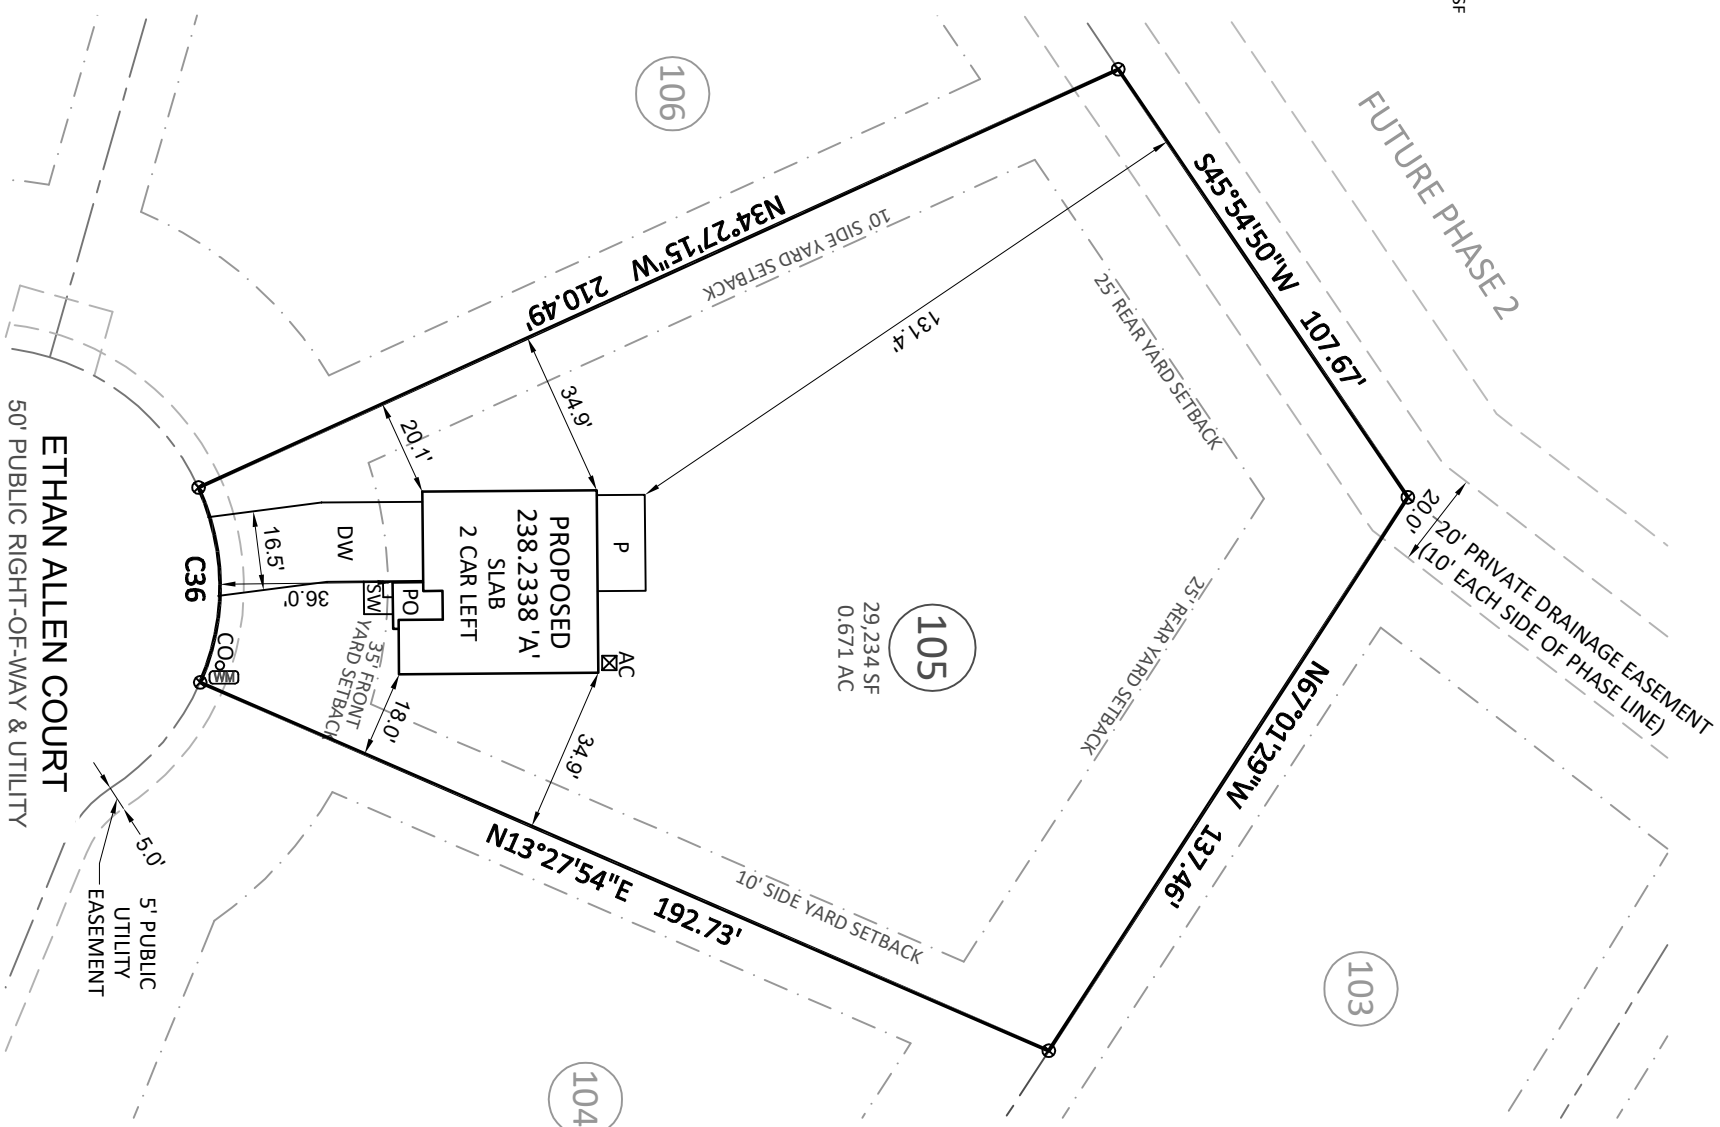 SF
FUTURE PHASE 2
106
S45°54'50"W 107.67'
N34°27'15"W 210.49'
10' SIDE YARD SETBACK
25' REAR YARD SETBACK
131.4'
34.9'
20.1'
20.0'
20' PRIVATE DRAINAGE EASEMENT
(10' EACH SIDE OF PHASE LINE)
PROPOSED
238.2338 'A'
SLAB
2 CAR LEFT
P
DW
16.5'
36.0'
SW
PO
AC
C36
CO
WM
35' FRONT
YARD SETBACK
18.0'
34.9'
105
29,234 SF
0.671 AC
25' REAR YARD SETBACK
N67°01'29"W 137.46'
N13°27'54"E 192.73'
10' SIDE YARD SETBACK
ETHAN ALLEN COURT
50' PUBLIC RIGHT-OF-WAY & UTILITY
5.0'
5' PUBLIC
UTILITY
EASEMENT
103
104